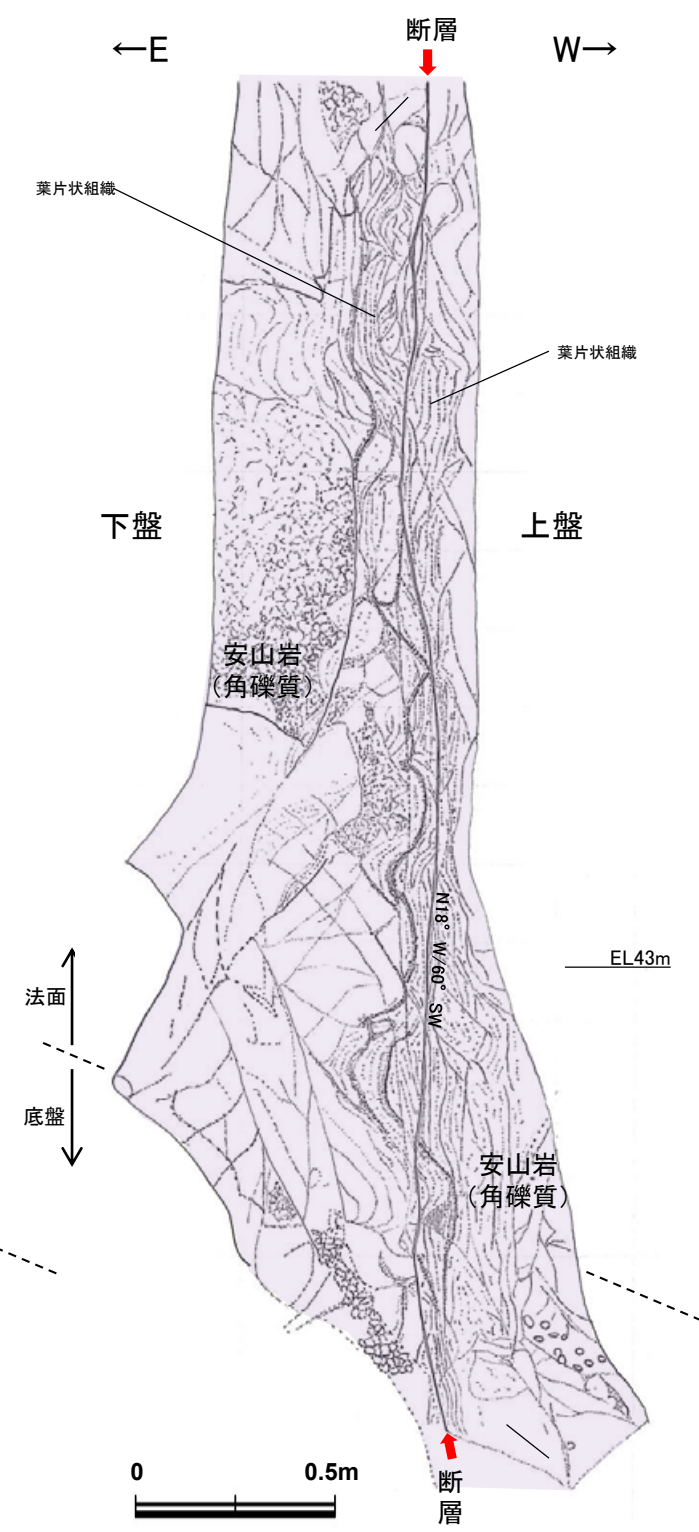 断層
←E
W→
葉片状組織
葉片状組織
下盤
上盤
安山岩
(角礫質)
N18°W/60°SW
EL43m
法面
底盤
安山岩
(角礫質)
0
0.5m
断
層